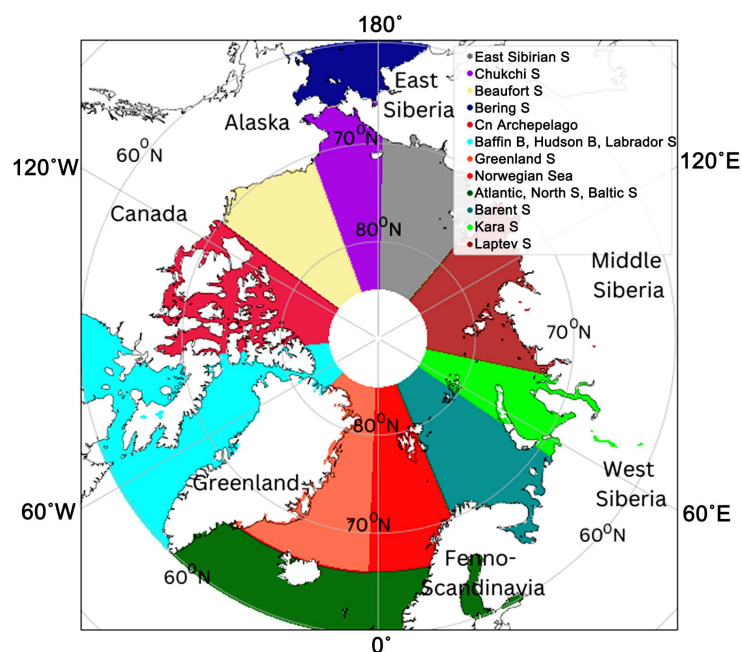 180°
East
Siberia
Alaska
70⁰N
60⁰N
120°W
120°E
Canada
80⁰N
East Sibirian S
Chukchi S
Beaufort S
Bering S
Cn Archepelago
Baffin B, Hudson B, Labrador S
Greenland S
Norwegian Sea
Atlantic, North S, Baltic S
Barent S
Kara S
Laptev S
Middle
Siberia
70⁰N
80⁰N
Greenland
West
Siberia
60°W
60°E
70⁰N
60⁰N
Fenno-
Scandinavia
60⁰N
0°